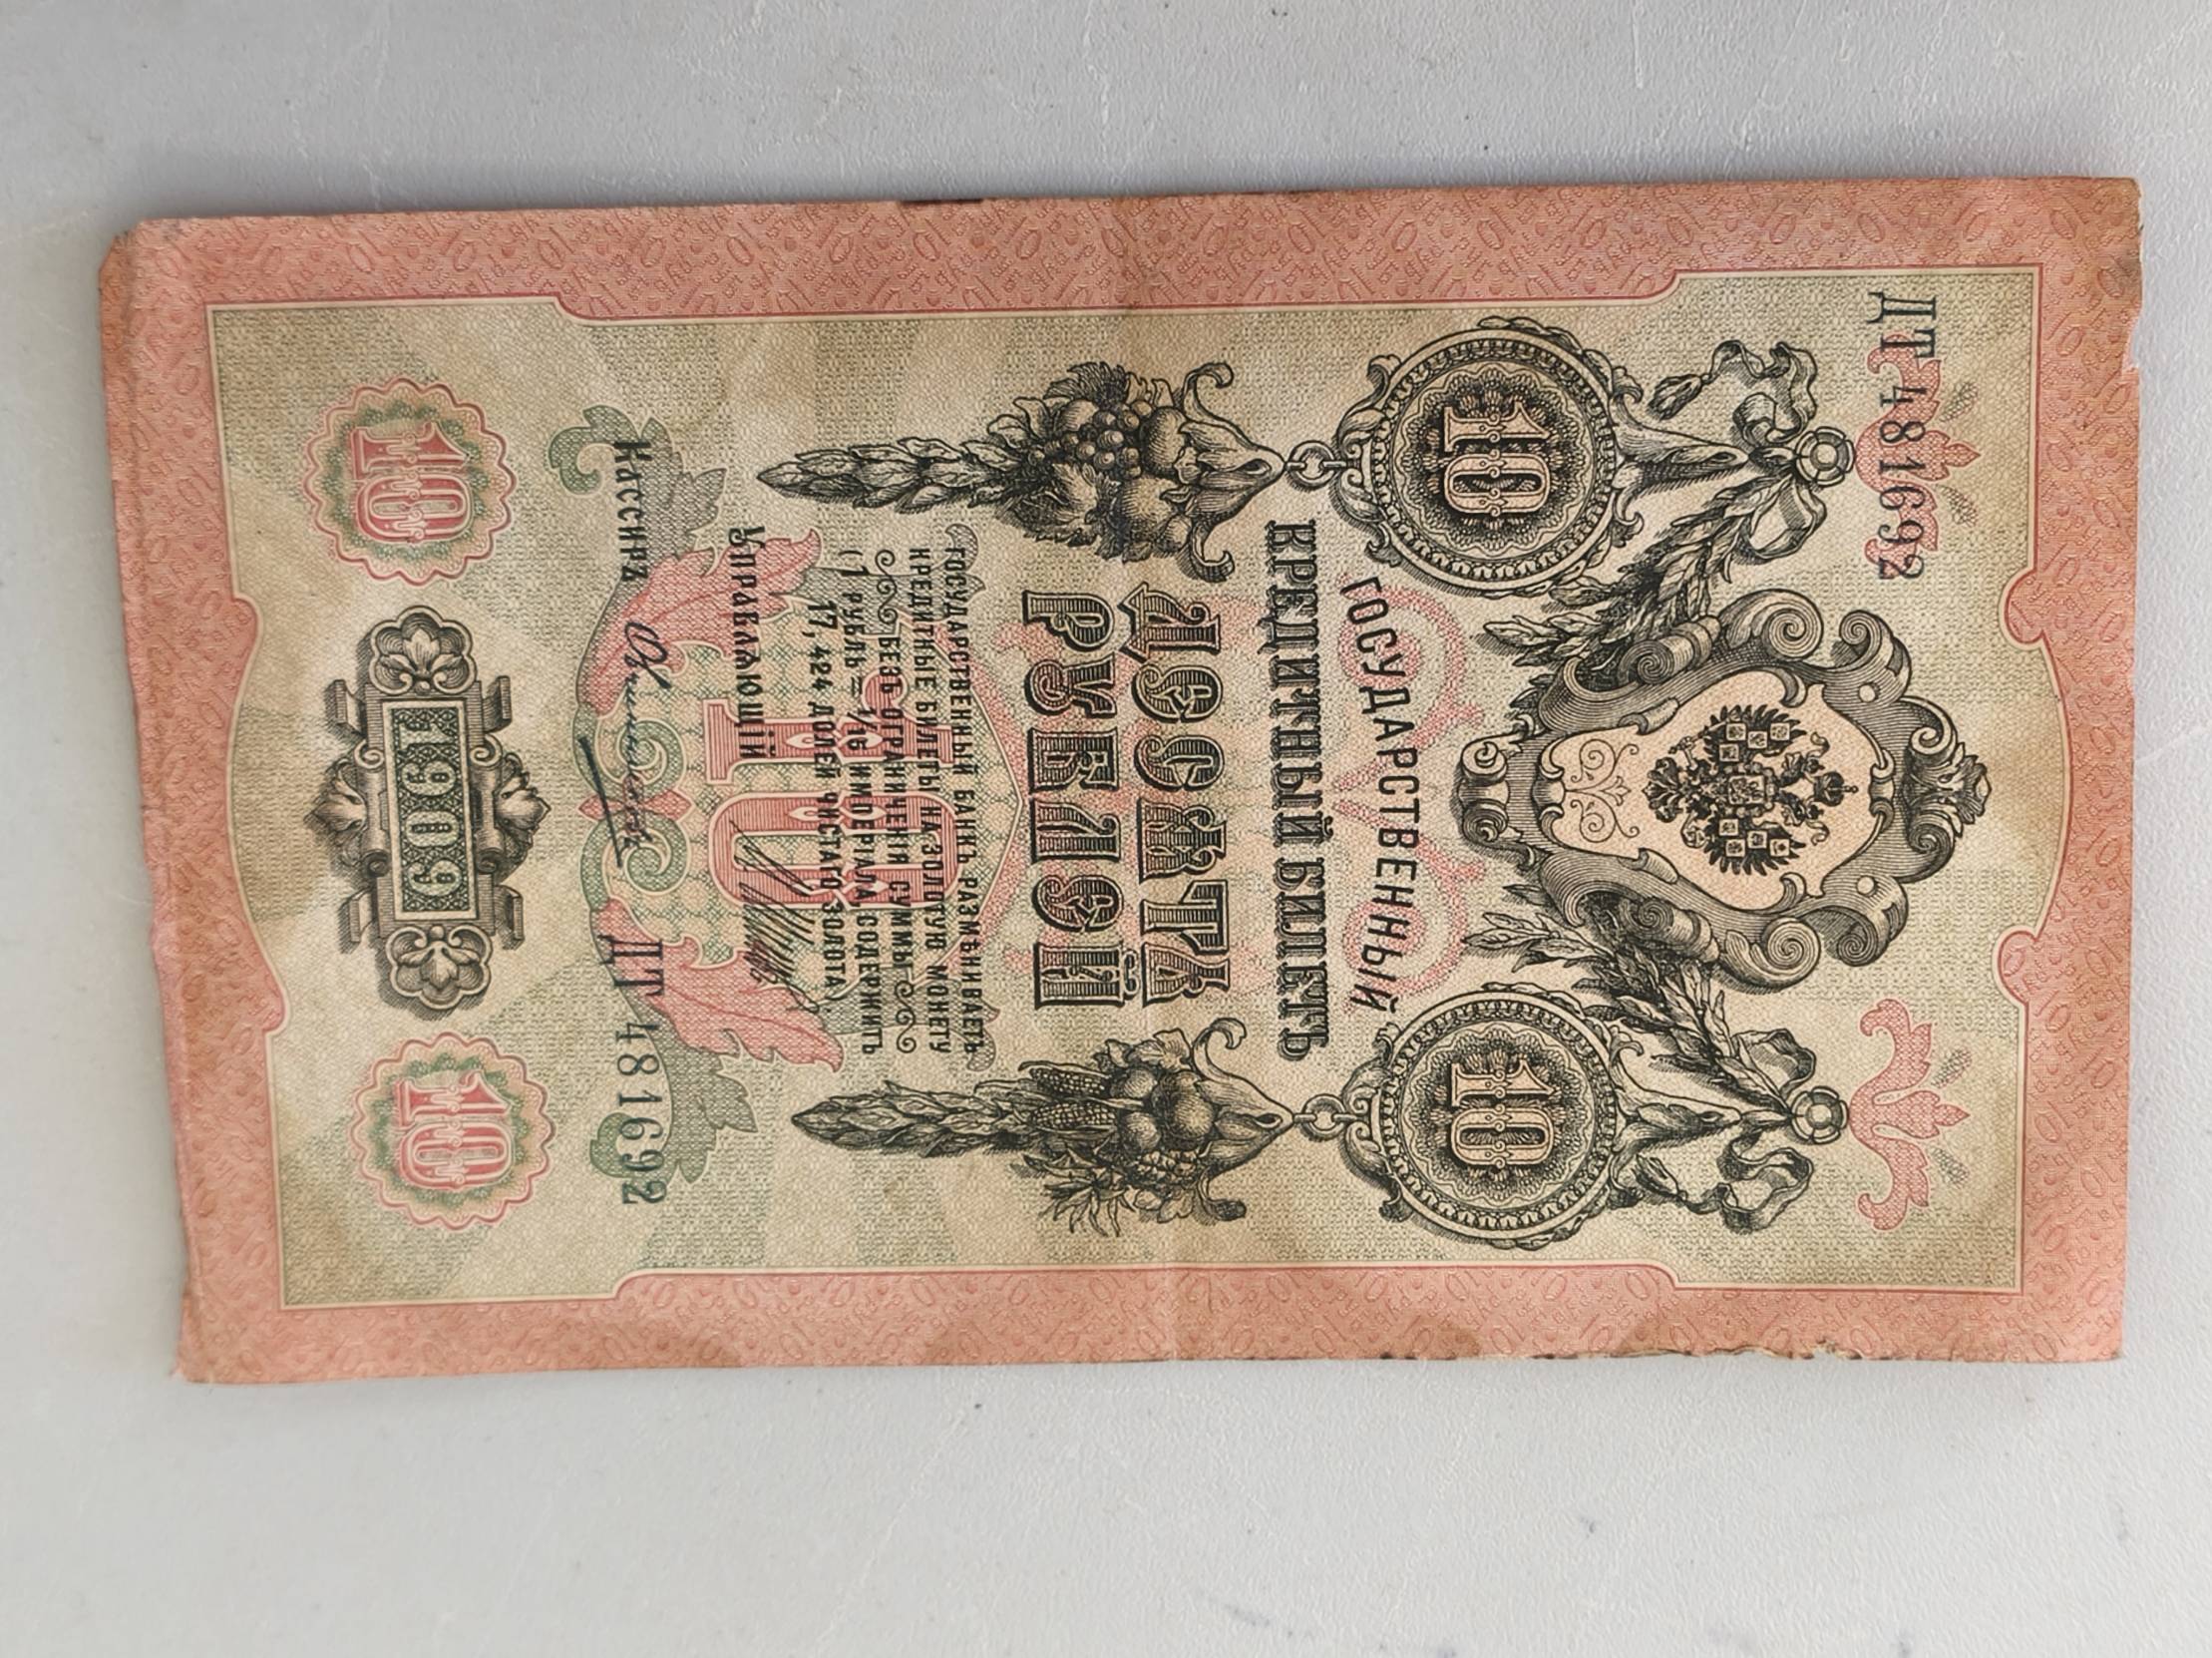 ДТ 481692
10 10
ГОСУДАРСТВЕННЫЙ
КРЕДИТНЫЙ БИЛЕТЪ
ДЕСЯТЬ
РУБЛЕЙ
ГОСУДАРСТВЕННЫЙ БАНКЪ РАЗМѢНИВАЕТЪ
КРЕДИТНЫЕ БИЛЕТЫ НА ЗОЛОТУЮ МОНЕТУ
БЕЗЪ ОГРАНИЧЕНІЯ СУММЫ
(1 РУБЛЬ = 1/15 ИМПЕРІАЛА, СОДЕРЖИТЪ
17,424 ДОЛЕЙ ЧИСТАГО ЗОЛОТА).
10
Управляющій
Кассиръ
ДТ 481692
10 1909 10